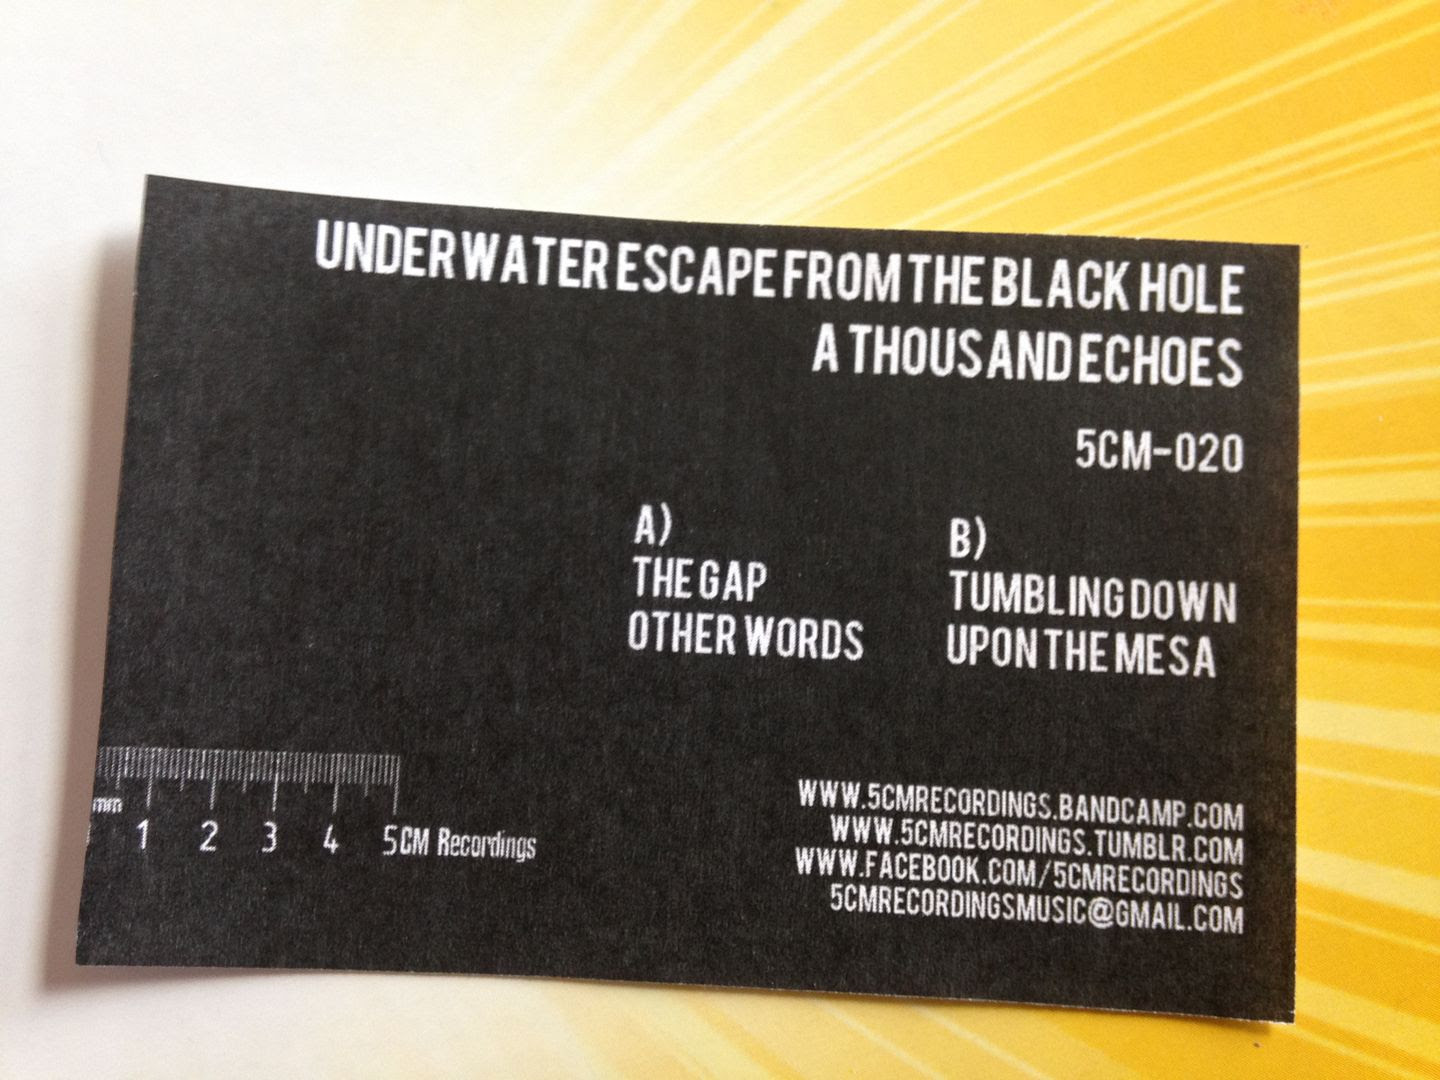 UNDERWATER ESCAPE FROM THE BLACK HOLE
A THOUSAND ECHOES
5CM-020
A)
THE GAP
OTHER WORDS
B)
TUMBLING DOWN
UPON THE MESA
mm
1 2 3 4 5CM Recordings
WWW.5CMRECORDINGS.BANDCAMP.COM
WWW.5CMRECORDINGS.TUMBLR.COM
WWW.FACEBOOK.COM/5CMRECORDINGS
5CMRECORDINGSMUSIC@GMAIL.COM